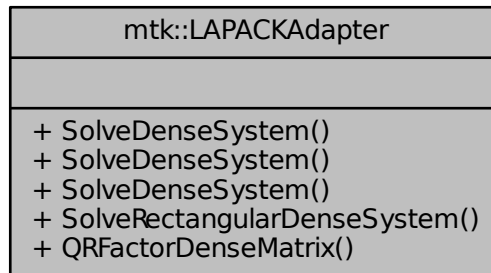 mtk::LAPACKAdapter
+ SolveDenseSystem()
+ SolveDenseSystem()
+ SolveDenseSystem()
+ SolveRectangularDenseSystem()
+ QRFactorDenseMatrix()